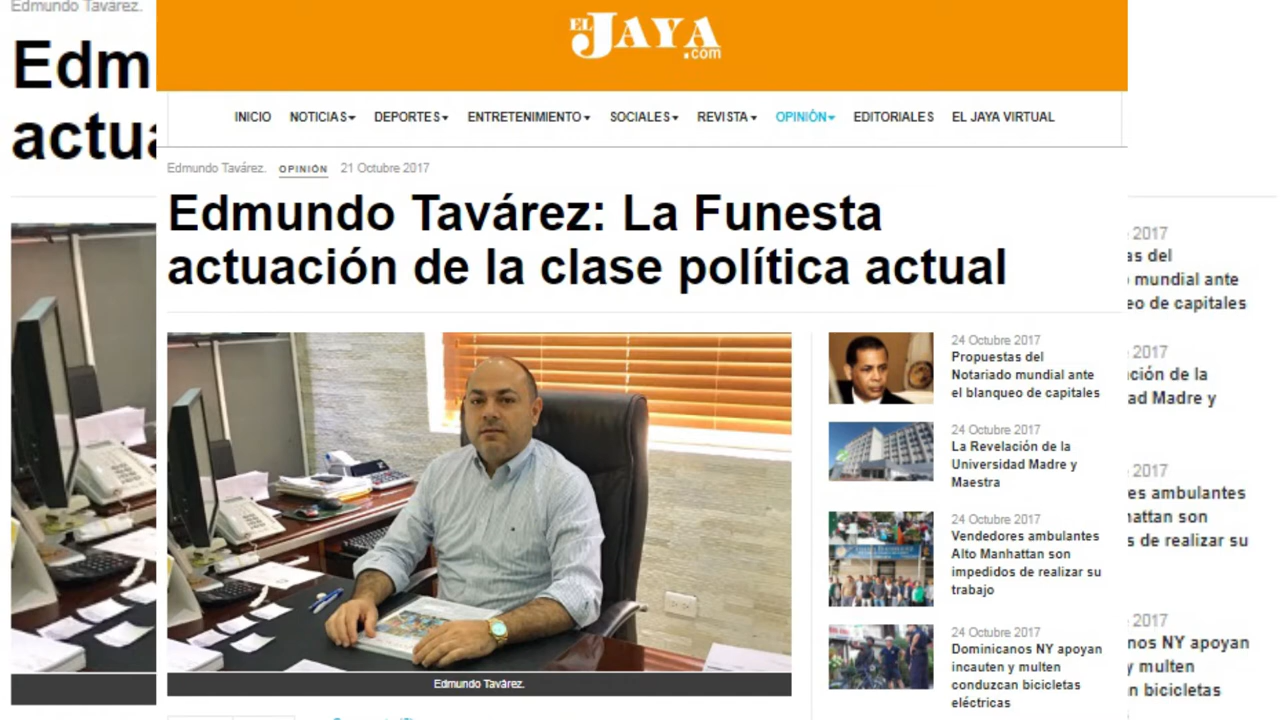 Edmundo Tavárez.
Edm
actua
EL JAYA.com
INICIO NOTICIAS DEPORTES ENTRETENIMIENTO SOCIALES REVISTA OPINIÓN EDITORIALES EL JAYA VIRTUAL
Edmundo Tavárez. OPINIÓN 21 Octubre 2017
Edmundo Tavárez: La Funesta
actuación de la clase política actual
Edmundo Tavárez.
24 Octubre 2017
Propuestas del
Notariado mundial ante
el blanqueo de capitales
24 Octubre 2017
La Revelación de la
Universidad Madre y
Maestra
24 Octubre 2017
Vendedores ambulantes
Alto Manhattan son
impedidos de realizar su
trabajo
24 Octubre 2017
Dominicanos NY apoyan
incauten y multen
conduzcan bicicletas
eléctricas
2017
as del
mundial ante
eo de capitales
2017
ción de la
ad Madre y
2017
es ambulantes
hattan son
s de realizar su
2017
nos NY apoyan
y multen
n bicicletas